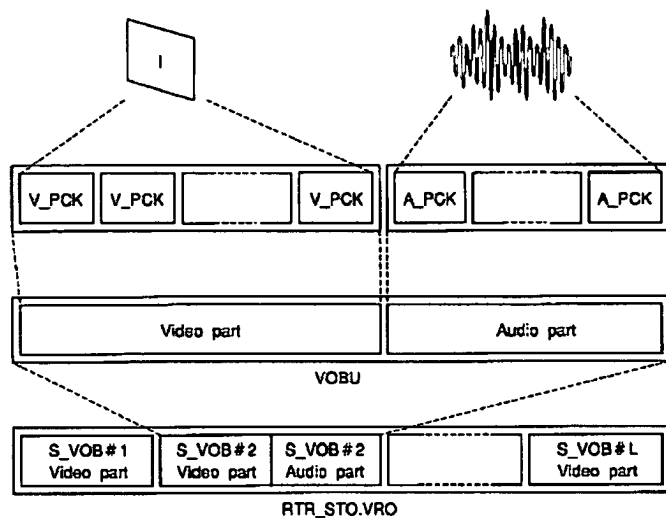 I
V_PCK V_PCK V_PCK A_PCK A_PCK
Video part Audio part
VOBU
S_VOB#1 S_VOB#2 S_VOB#2 S_VOB#L
Video part Video part Audio part Video part
RTR_STO.VRO